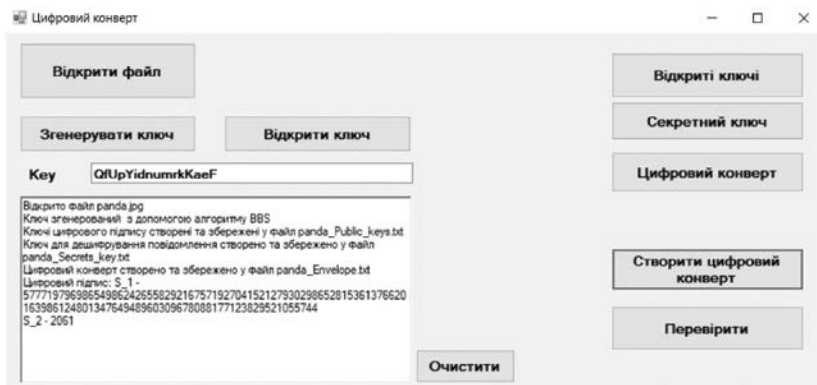 Цифровий конверт
Відкрити файл
Відкриті ключі
Секретний ключ
Згенерувати ключ Відкрити ключ
Цифровий конверт
Key QfUpYidnumrkKaeF
Відкрито файл panda.jpg
Ключ згенерований з допомогою алгоритму BBS
Ключі цифрового підпису створені та збережені у файл panda_Public_keys.txt
Ключ для дешифрування повідомлення створено та збережено у файл
panda_Secrets_key.txt
Цифровий конверт створено та збережено у файл panda_Envelope.txt
Цифровий підпис: S_1 -
57771979698654986242655829216757192704152127930298652815361376620
16398612480134764948960309678088177123829521055744
S_2 - 2061
Створити цифровий
конверт
Перевірити
Очистити